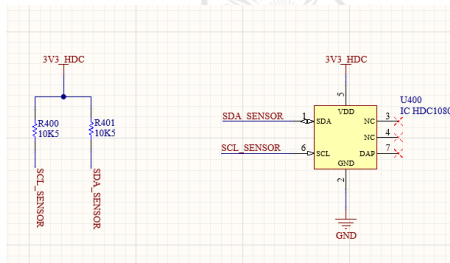 3V3_HDC
R400
10K5
R401
10K5
SCL_SENSOR
SDA_SENSOR
3V3_HDC
U400
IC HDC1080
5
VDD
SDA_SENSOR
1
SDA
NC
3
NC
4
SCL_SENSOR
6
SCL
DAP
7
GND
2
GND